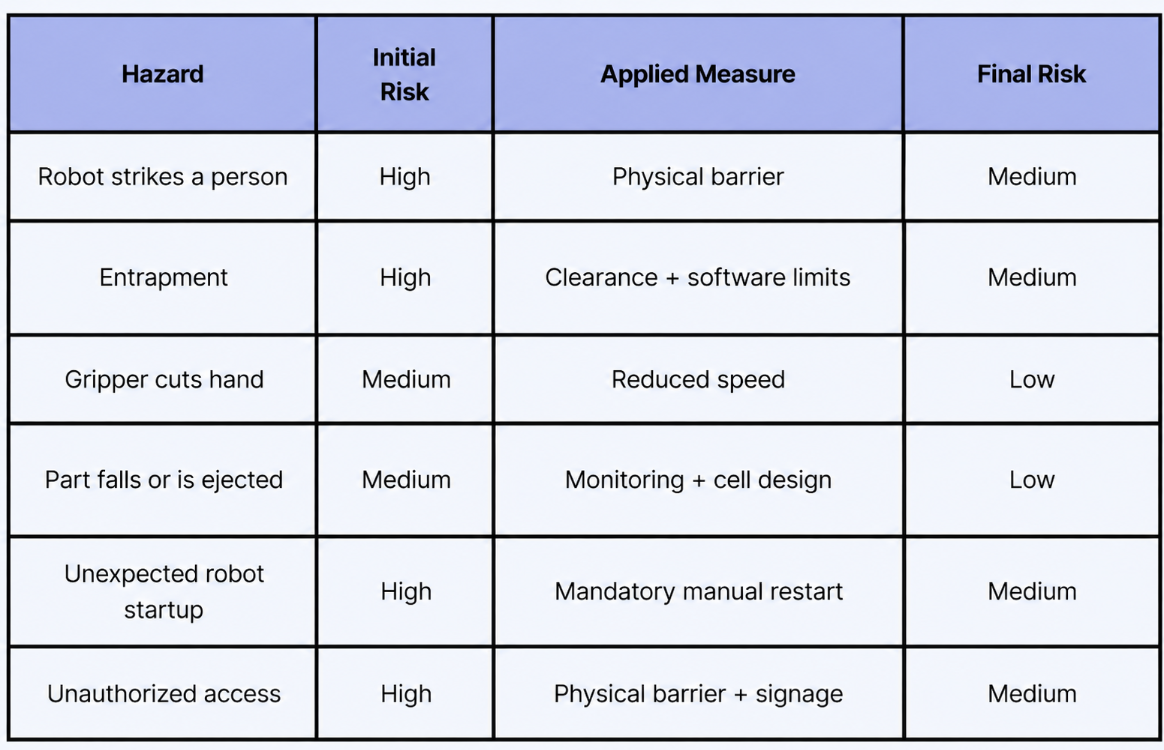 Hazard
Initial
Risk
Applied Measure
Final Risk
Robot strikes a person
High
Physical barrier
Medium
Entrapment
High
Clearance + software limits
Medium
Gripper cuts hand
Medium
Reduced speed
Low
Part falls or is ejected
Medium
Monitoring + cell design
Low
Unexpected robot
startup
High
Mandatory manual restart
Medium
Unauthorized access
High
Physical barrier + signage
Medium